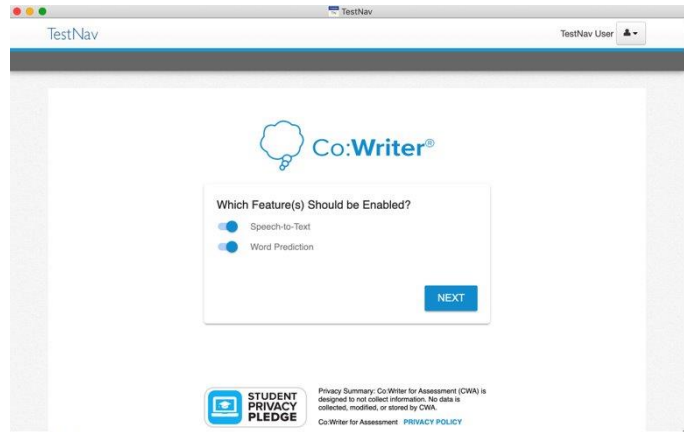 TestNav
TestNav
TestNav User
Co:Writer®
Which Feature(s) Should be Enabled?
Speech-to-Text
Word Prediction
NEXT
STUDENT
PRIVACY
PLEDGE
Privacy Summary: Co:Writer for Assessment (CWA) is
designed to not collect information. No data is
collected, modified, or stored by CWA.
Co:Writer for Assessment PRIVACY POLICY